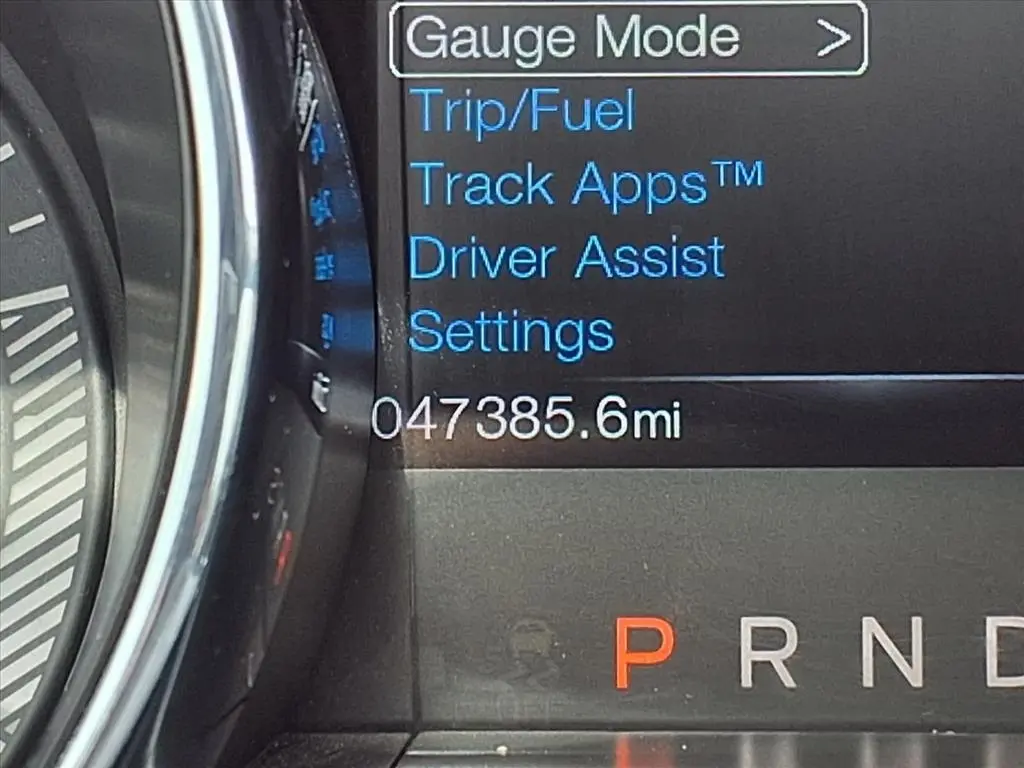 Gauge Mode >
Trip/Fuel
Track Apps™
Driver Assist
Settings
047385.6mi
P R N D